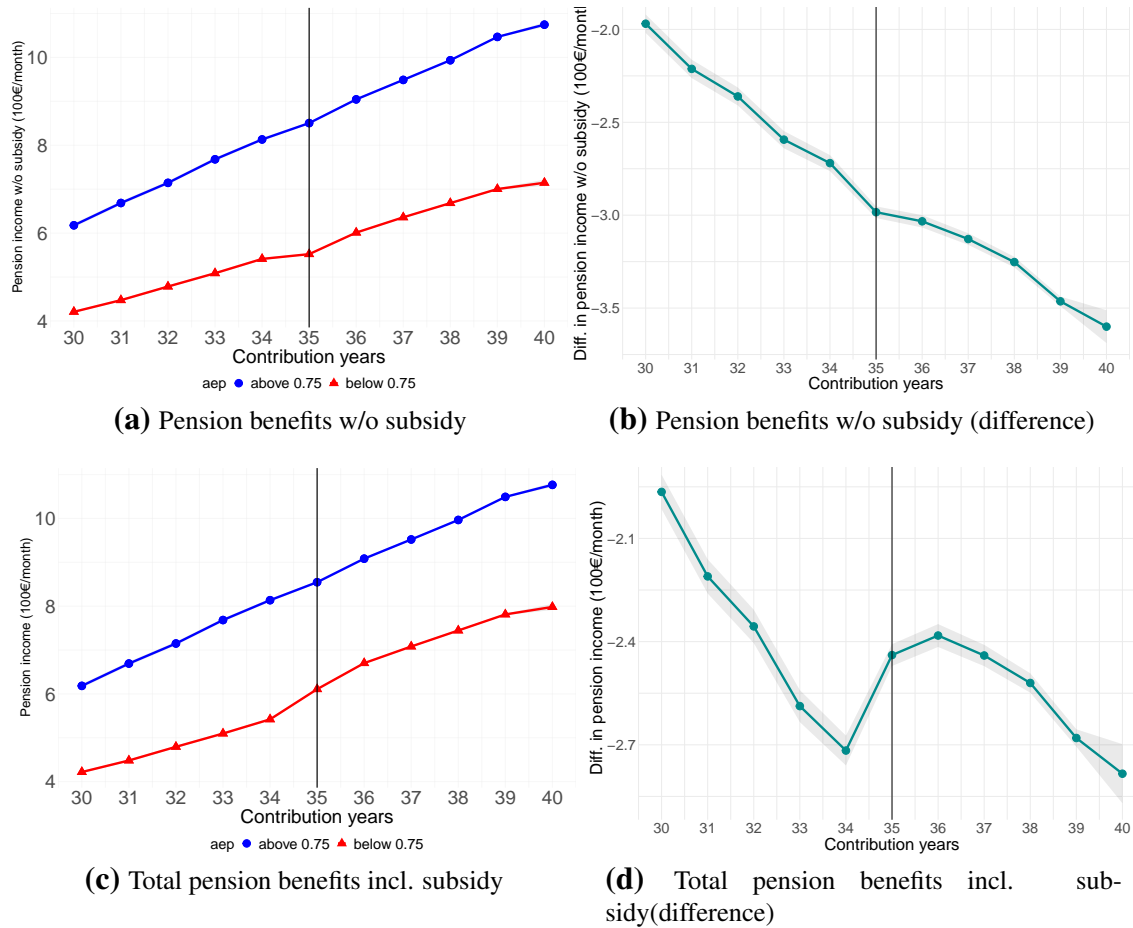 Pension income w/o subsidy (100€/month)
10
8
6
4
30 31 32 33 34 35 36 37 38 39 40
Contribution years
aep above 0.75 below 0.75
(a) Pension benefits w/o subsidy
Diff. in pension income w/o subsidy (100€/month)
−2.0
−2.5
−3.0
−3.5
30 31 32 33 34 35 36 37 38 39 40
Contribution years
(b) Pension benefits w/o subsidy (difference)
Pension income (100€/month)
10
8
6
4
30 31 32 33 34 35 36 37 38 39 40
Contribution years
aep above 0.75 below 0.75
(c) Total pension benefits incl. subsidy
Diff. in pension income (100€/month)
−2.1
−2.4
−2.7
30 31 32 33 34 35 36 37 38 39 40
Contribution years
(d) Total pension benefits incl. sub-
sidy(difference)